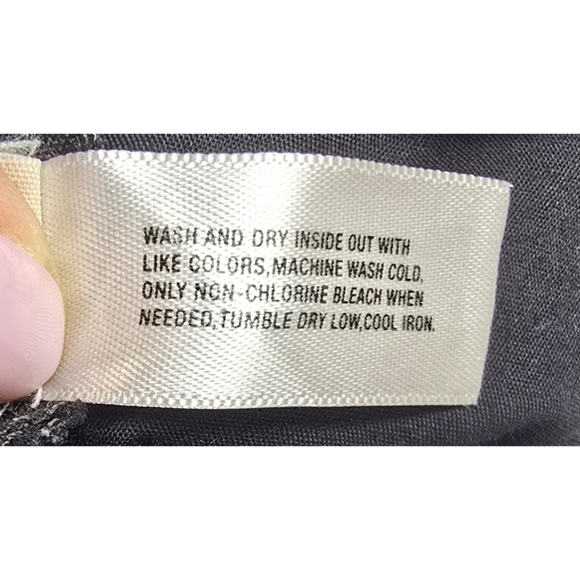 WASH AND DRY INSIDE OUT WITH
LIKE COLORS,MACHINE WASH COLD,
ONLY NON-CHLORINE BLEACH WHEN
NEEDED,TUMBLE DRY LOW,COOL IRON.